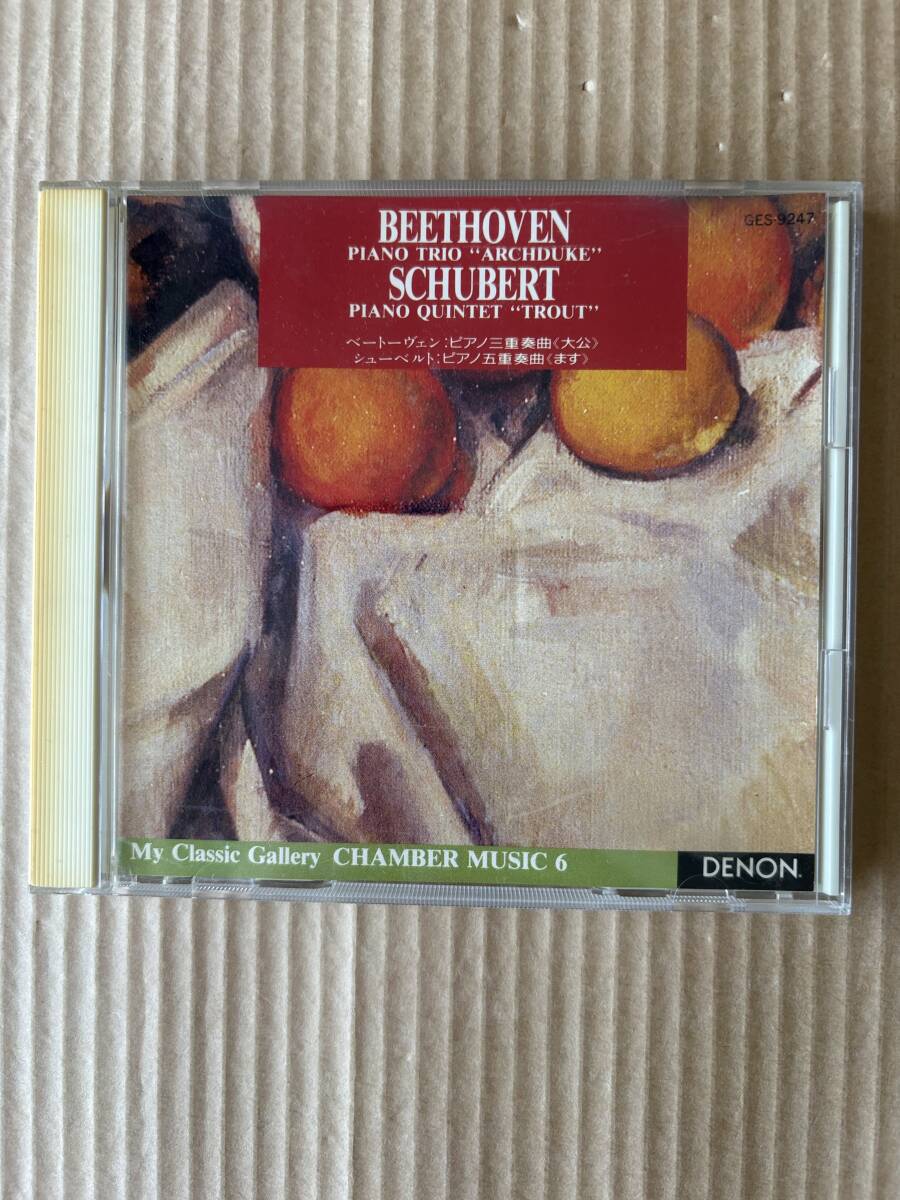 BEETHOVEN
PIANO TRIO “ARCHDUKE”
SCHUBERT
PIANO QUINTET “TROUT”
ベートーヴェン:ピアノ三重奏曲《大公》
シューベルト:ピアノ五重奏曲《ます》
GES-9247
My Classic Gallery CHAMBER MUSIC 6
DENON